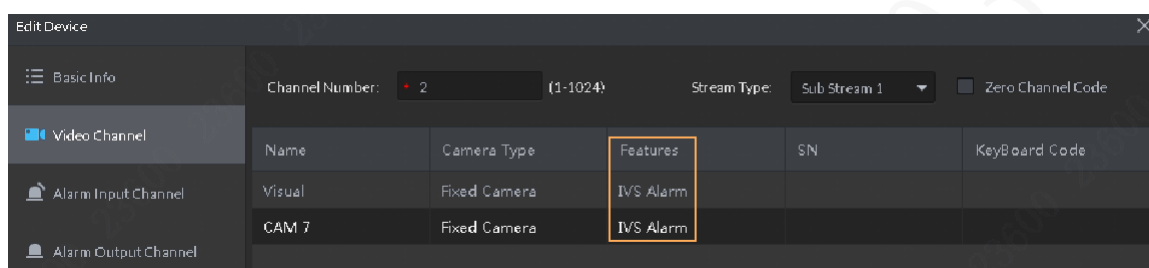 Edit Device
Basic Info
Channel Number: * 2 (1-1024) Stream Type: Sub Stream 1 Zero Channel Code
Video Channel
Name Camera Type Features SN KeyBoard Code
Alarm Input Channel
Visual Fixed Camera IVS Alarm
CAM 7 Fixed Camera IVS Alarm
Alarm Output Channel